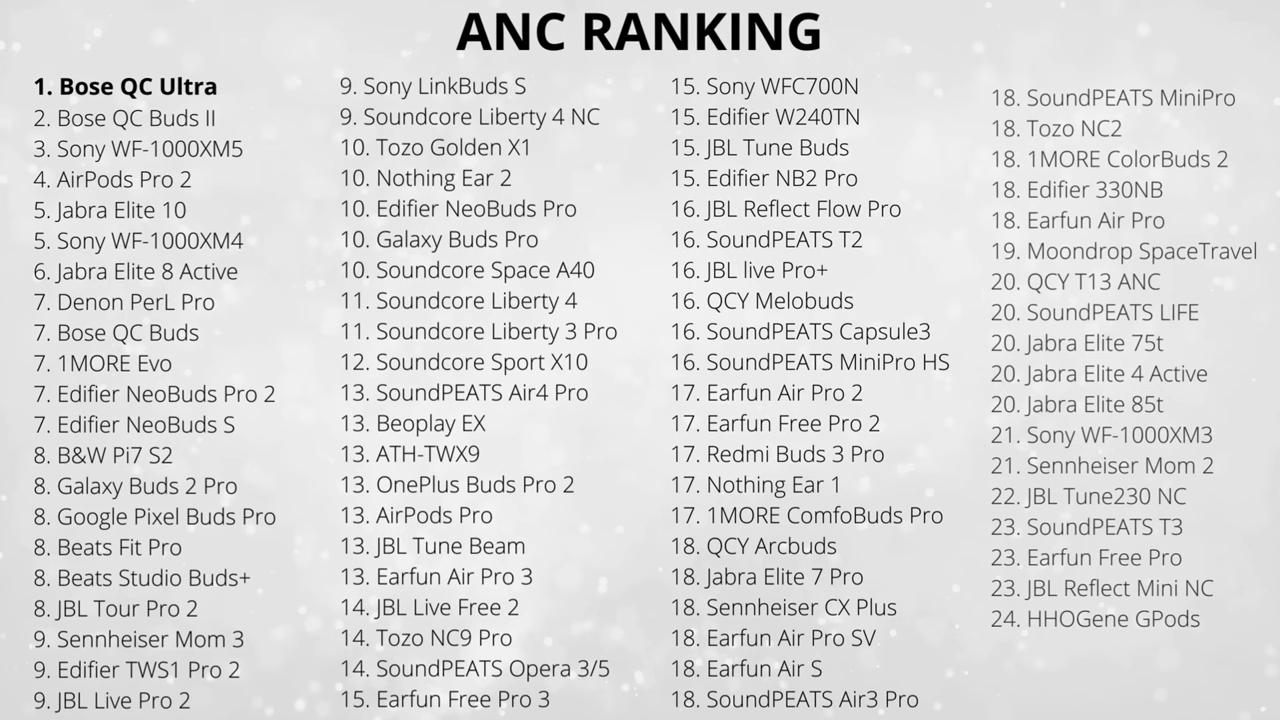 ANC RANKING
1. Bose QC Ultra
2. Bose QC Buds II
3. Sony WF-1000XM5
4. AirPods Pro 2
5. Jabra Elite 10
5. Sony WF-1000XM4
6. Jabra Elite 8 Active
7. Denon PerL Pro
7. Bose QC Buds
7. 1MORE Evo
7. Edifier NeoBuds Pro 2
7. Edifier NeoBuds S
8. B&W Pi7 S2
8. Galaxy Buds 2 Pro
8. Google Pixel Buds Pro
8. Beats Fit Pro
8. Beats Studio Buds+
8. JBL Tour Pro 2
9. Sennheiser Mom 3
9. Edifier TWS1 Pro 2
9. JBL Live Pro 2
9. Sony LinkBuds S
9. Soundcore Liberty 4 NC
10. Tozo Golden X1
10. Nothing Ear 2
10. Edifier NeoBuds Pro
10. Galaxy Buds Pro
10. Soundcore Space A40
11. Soundcore Liberty 4
11. Soundcore Liberty 3 Pro
12. Soundcore Sport X10
13. SoundPEATS Air4 Pro
13. Beoplay EX
13. ATH-TWX9
13. OnePlus Buds Pro 2
13. AirPods Pro
13. JBL Tune Beam
13. Earfun Air Pro 3
14. JBL Live Free 2
14. Tozo NC9 Pro
14. SoundPEATS Opera 3/5
15. Earfun Free Pro 3
15. Sony WFC700N
15. Edifier W240TN
15. JBL Tune Buds
15. Edifier NB2 Pro
16. JBL Reflect Flow Pro
16. SoundPEATS T2
16. JBL live Pro+
16. QCY Melobuds
16. SoundPEATS Capsule3
16. SoundPEATS MiniPro HS
17. Earfun Air Pro 2
17. Earfun Free Pro 2
17. Redmi Buds 3 Pro
17. Nothing Ear 1
17. 1MORE ComfoBuds Pro
18. QCY Arcbuds
18. Jabra Elite 7 Pro
18. Sennheiser CX Plus
18. Earfun Air Pro SV
18. Earfun Air S
18. SoundPEATS Air3 Pro
18. SoundPEATS MiniPro
18. Tozo NC2
18. 1MORE ColorBuds 2
18. Edifier 330NB
18. Earfun Air Pro
19. Moondrop SpaceTravel
20. QCY T13 ANC
20. SoundPEATS LIFE
20. Jabra Elite 75t
20. Jabra Elite 4 Active
20. Jabra Elite 85t
21. Sony WF-1000XM3
21. Sennheiser Mom 2
22. JBL Tune230 NC
23. SoundPEATS T3
23. Earfun Free Pro
23. JBL Reflect Mini NC
24. HHOGene GPods